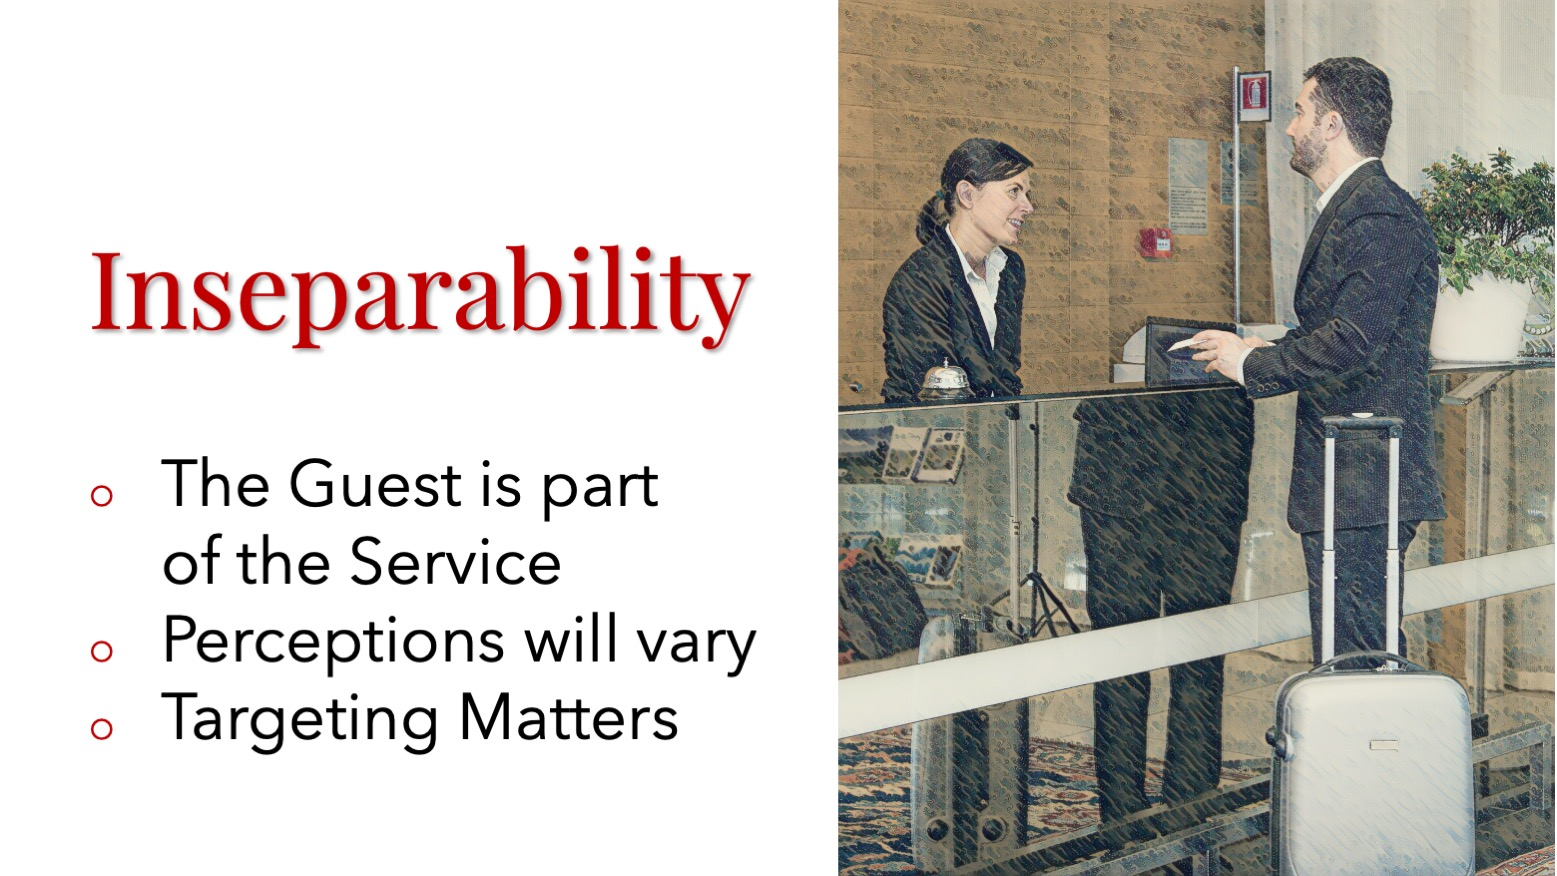 Inseparability
The Guest is part
of the Service
Perceptions will vary
Targeting Matters